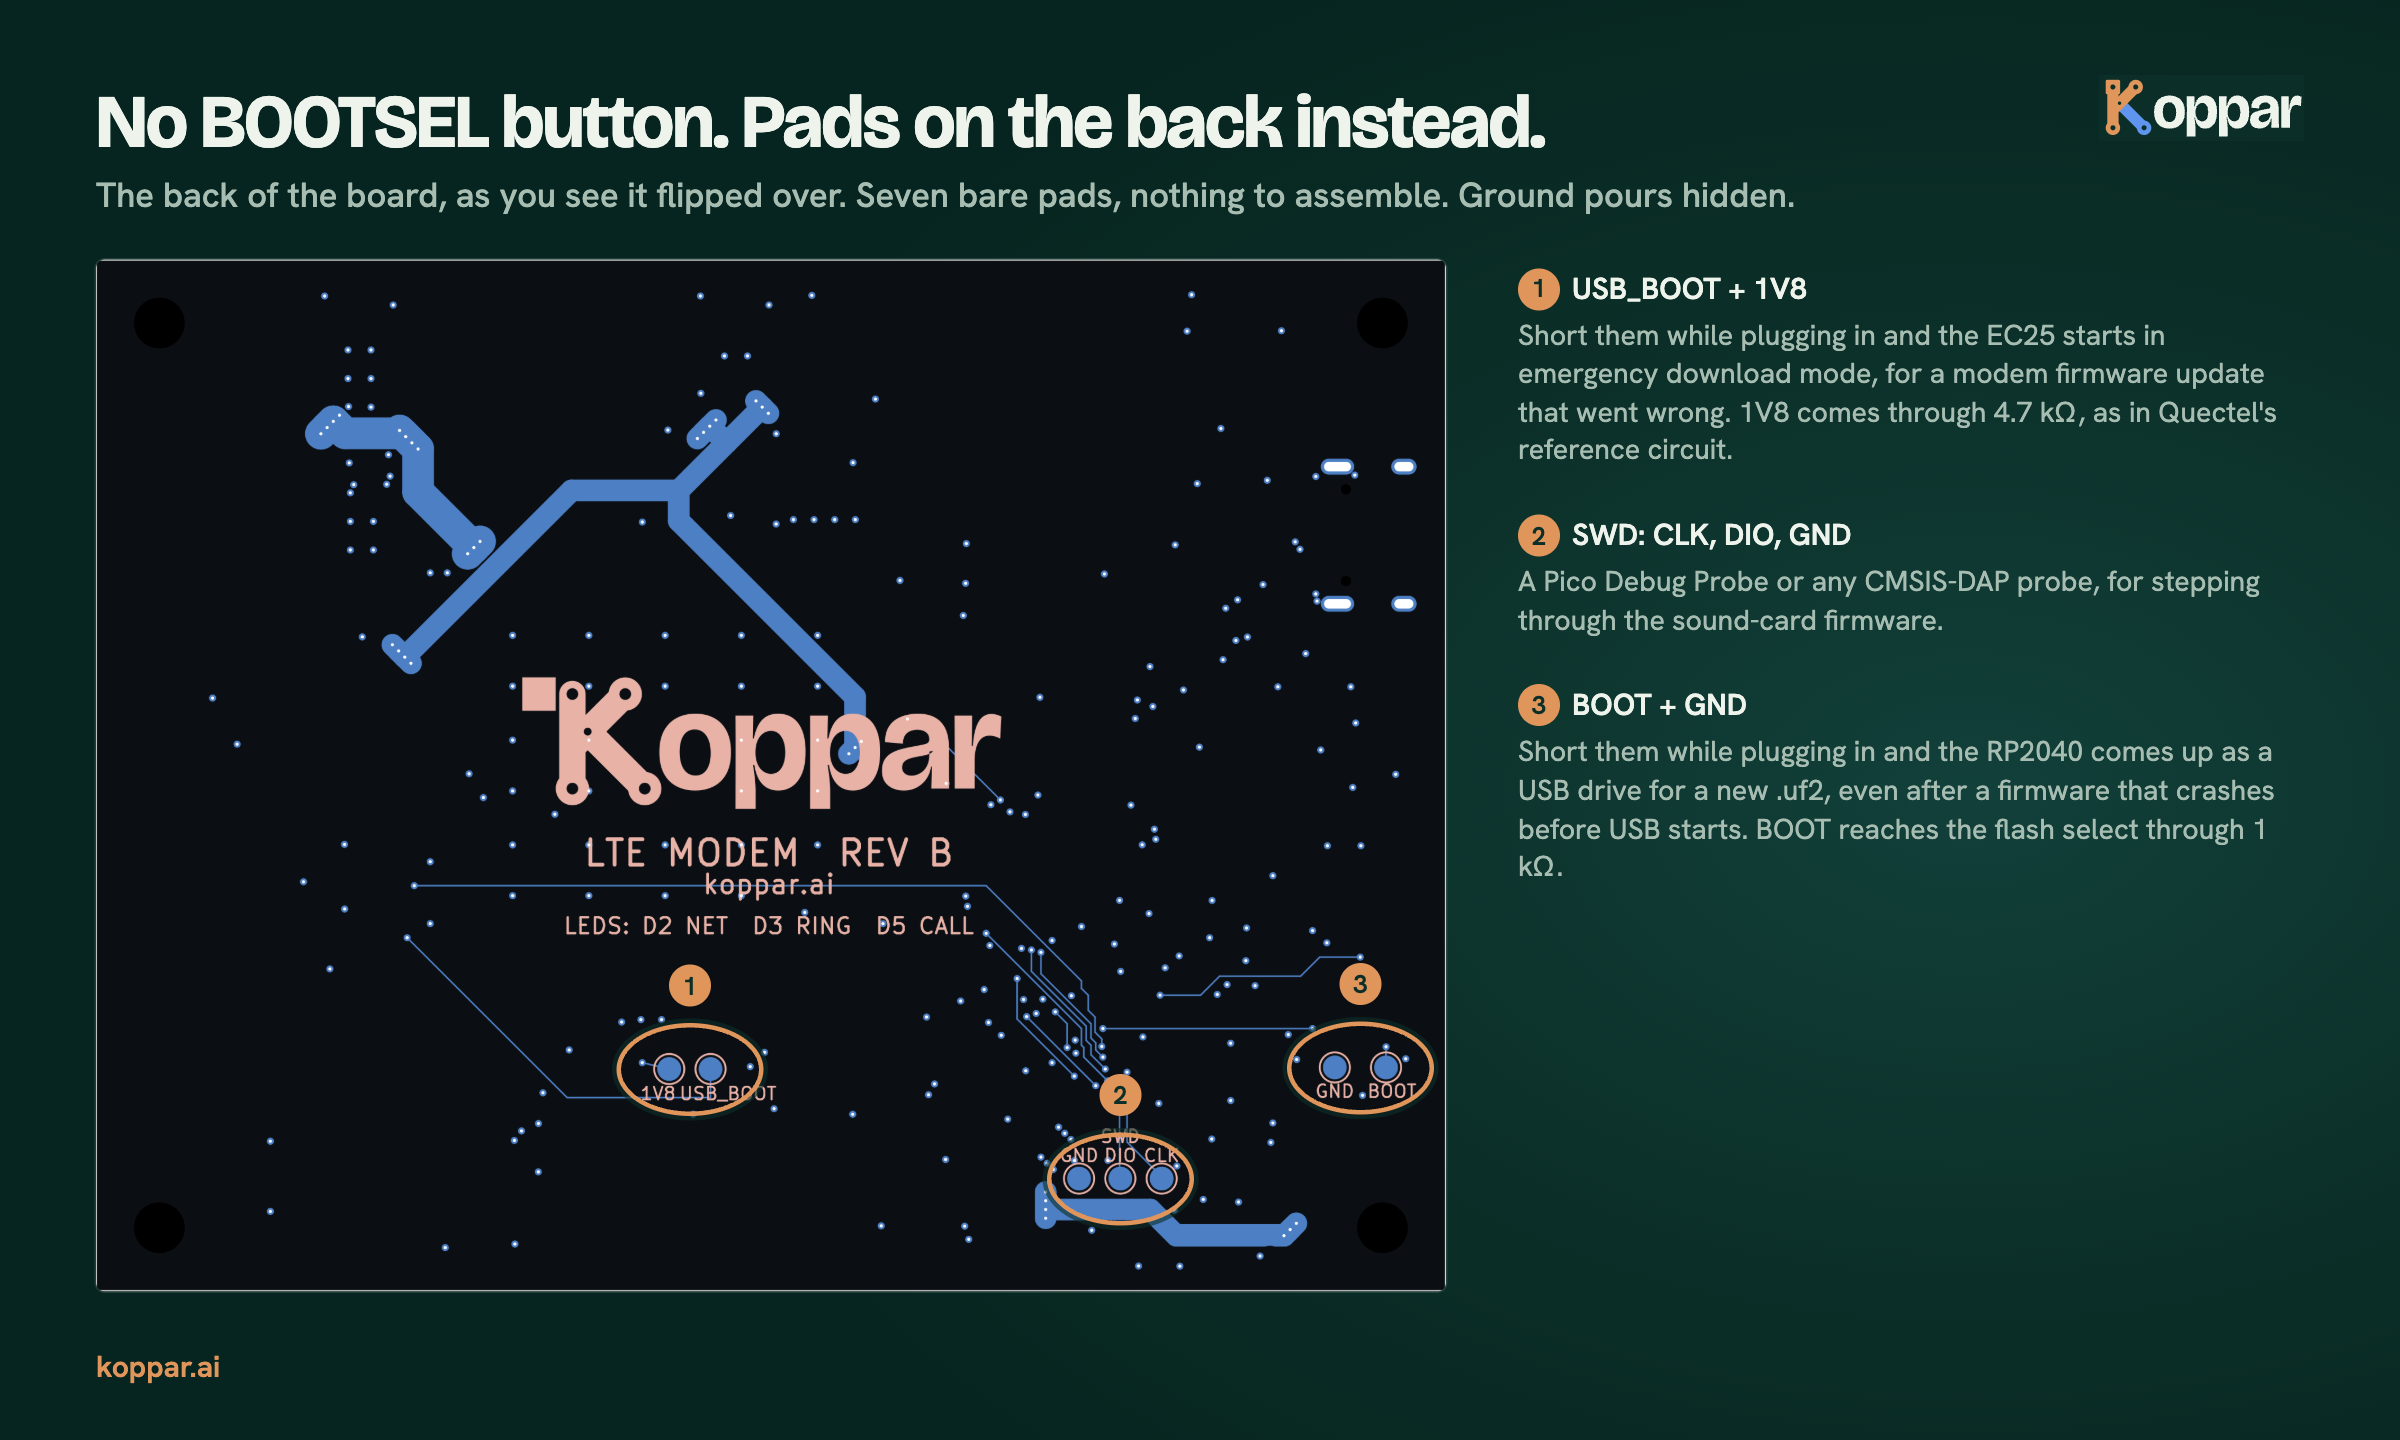 No BOOTSEL button. Pads on the back instead.
Koppar
The back of the board, as you see it flipped over. Seven bare pads, nothing to assemble. Ground pours hidden.
1 USB_BOOT + 1V8
Short them while plugging in and the EC25 starts in
emergency download mode, for a modem firmware update
that went wrong. 1V8 comes through 4.7 kΩ, as in Quectel's
reference circuit.
2 SWD: CLK, DIO, GND
A Pico Debug Probe or any CMSIS-DAP probe, for stepping
through the sound-card firmware.
3 BOOT + GND
Short them while plugging in and the RP2040 comes up as a
USB drive for a new .uf2, even after a firmware that crashes
before USB starts. BOOT reaches the flash select through 1
kΩ.
Koppar
LTE MODEM REV B
koppar.ai
LEDS: D2 NET D3 RING D5 CALL
1
1V8 USB_BOOT
3
GND BOOT
2
SWD
GND DIO CLK
koppar.ai